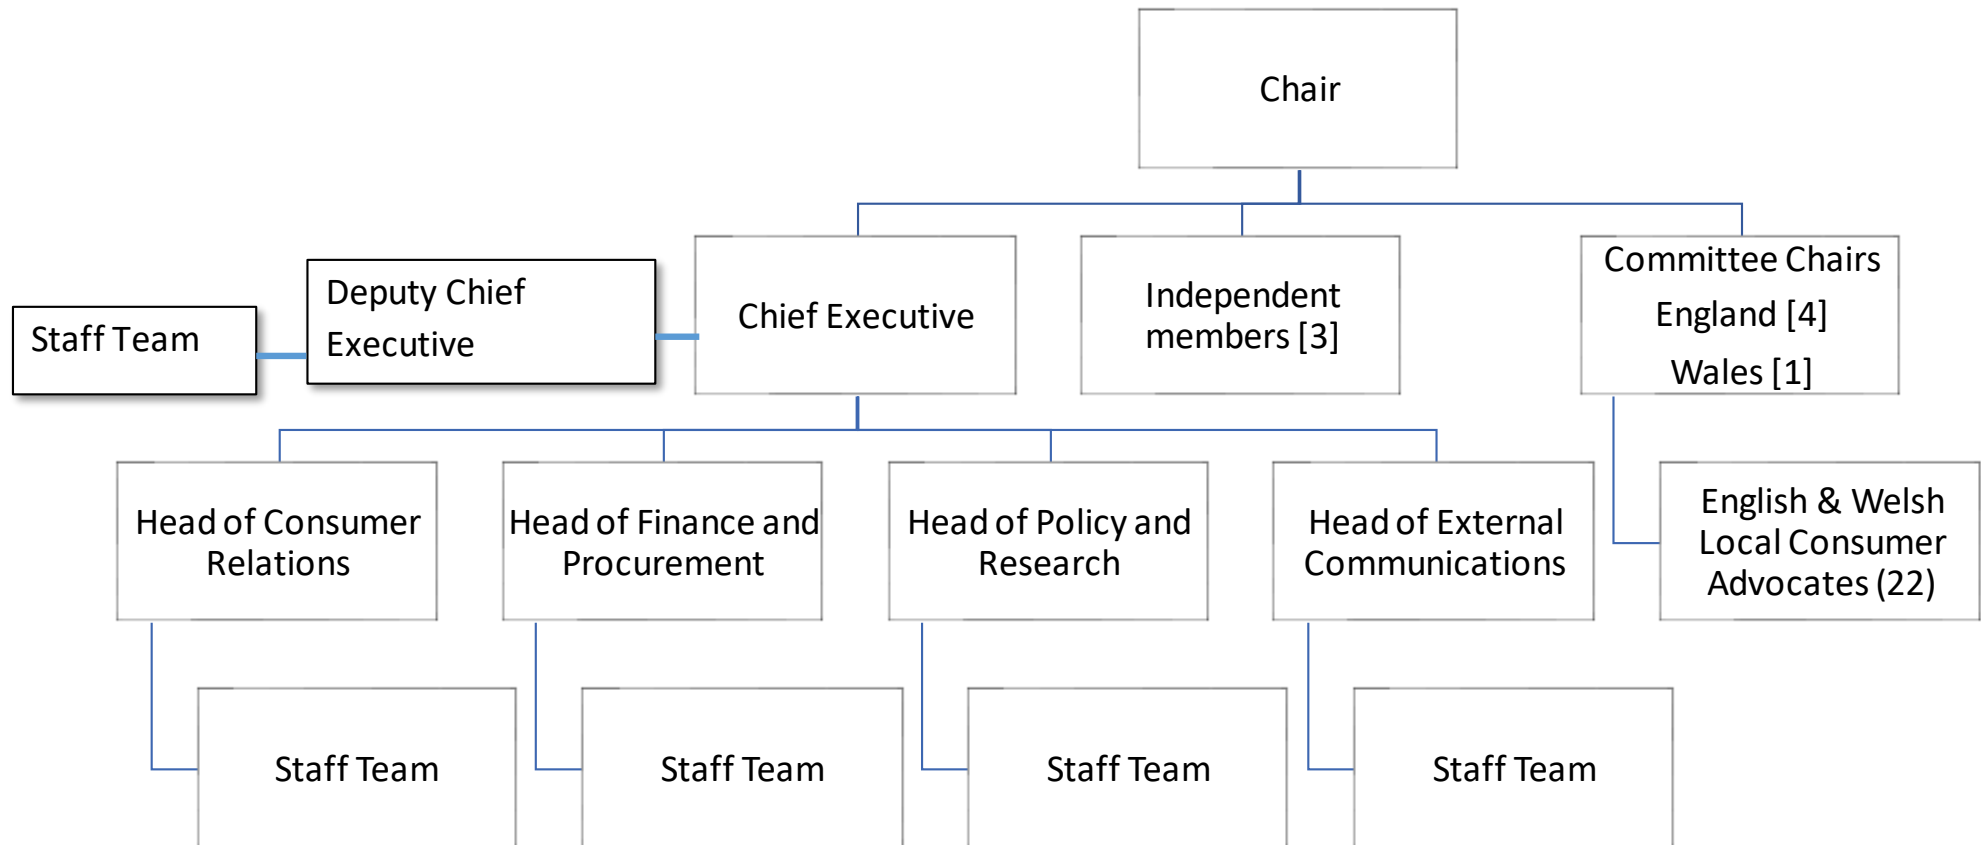 Chair
Staff Team
Deputy Chief
Executive
Chief Executive
Independent
members [3]
Committee Chairs
England [4]
Wales [1]
Head of Consumer
Relations
Head of Finance and
Procurement
Head of Policy and
Research
Head of External
Communications
English & Welsh
Local Consumer
Advocates (22)
Staff Team
Staff Team
Staff Team
Staff Team